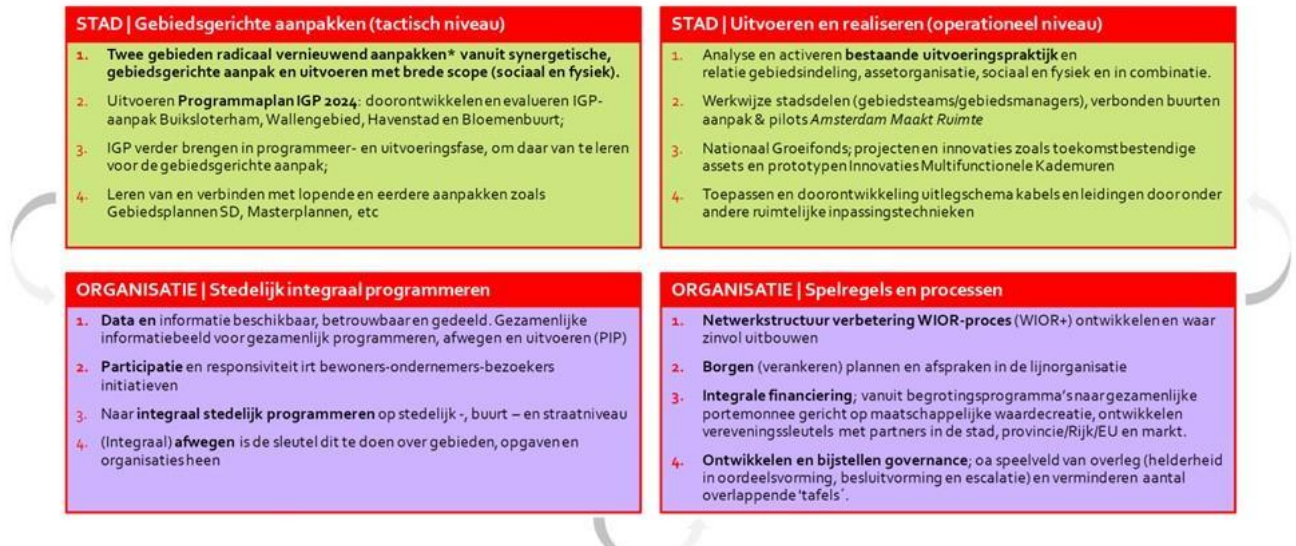 STAD | Gebiedsgerichte aanpakken (tactisch niveau)
1. Twee gebieden radicaal vernieuwend aanpakken* vanuit synergetische,
gebiedsgerichte aanpak en uitvoeren met brede scope (sociaal en fysiek).
2. Uitvoeren Programmaplan IGP 2024: doorontwikkelen en evalueren IGP-
aanpak Buiksloterham, Wallengebied, Havenstad en Bloemenbuurt;
3. IGP verder brengen in programmeer- en uitvoeringsfase, om daar van te leren
voor de gebiedsgerichte aanpak;
4. Leren van en verbinden met lopende en eerdere aanpakken zoals
Gebiedsplannen SD, Masterplannen, etc
STAD | Uitvoeren en realiseren (operationeel niveau)
1. Analyse en activeren bestaande uitvoeringspraktijk en
relatie gebiedsindeling, assetorganisatie, sociaal en fysiek en in combinatie.
2. Werkwijze stadsdelen (gebiedsteams/gebiedsmanagers), verbonden buurten
aanpak & pilots Amsterdam Maakt Ruimte
3. Nationaal Groeifonds; projecten en innovaties zoals toekomstbestendige
assets en prototypen Innovaties Multifunctionele Kademuren
4. Toepassen en doorontwikkeling uitlegschema kabels en leidingen door onder
andere ruimtelijke inpassingstechnieken
ORGANISATIE | Stedelijk integraal programmeren
1. Data en informatie beschikbaar, betrouwbaar en gedeeld. Gezamenlijke
informatiebeeld voor gezamenlijk programmeren, afwegen en uitvoeren (PIP)
2. Participatie en responsiviteit irt bewoners-ondernemers-bezoekers
initiatieven
3. Naar integraal stedelijk programmeren op stedelijk -, buurt – en straatniveau
4. (Integraal) afwegen is de sleutel dit te doen over gebieden, opgaven en
organisaties heen
ORGANISATIE | Spelregels en processen
1. Netwerkstructuur verbetering WIOR-proces (WIOR+) ontwikkelen en waar
zinvol uitbouwen
2. Borgen (verankeren) plannen en afspraken in de lijnorganisatie
3. Integrale financiering; vanuit begrotingsprogramma's naar gezamenlijke
portemonnee gericht op maatschappelijke waardecreatie, ontwikkelen
vereveningssleutels met partners in de stad, provincie/Rijk/EU en markt.
4. Ontwikkelen en bijstellen governance; oa speelveld van overleg (helderheid
in oordeelsvorming, besluitvorming en escalatie) en verminderen aantal
overlappende 'tafels´.